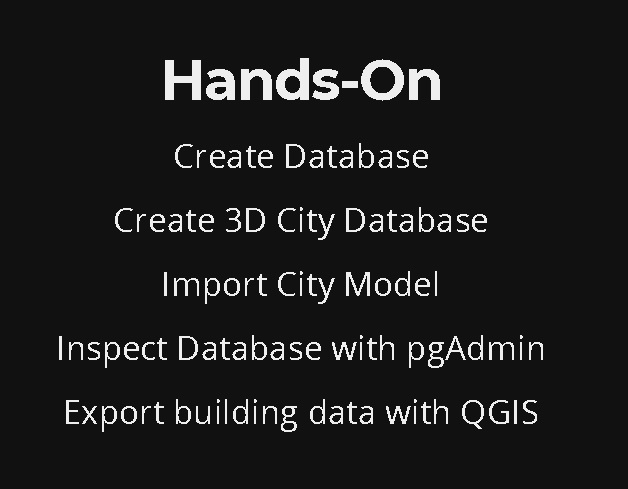 Hands-On
Create Database
Create 3D City Database
Import City Model
Inspect Database with pgAdmin
Export building data with QGIS